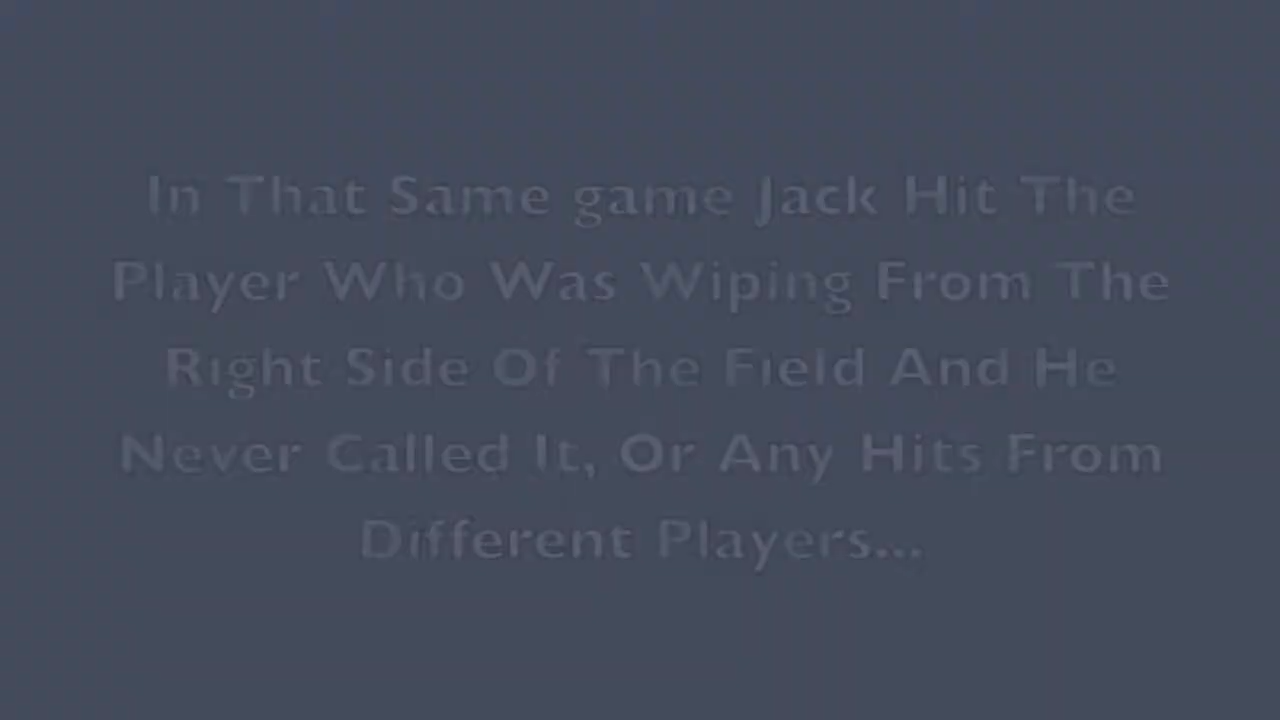 In That Same game Jack Hit The
Player Who Was Wiping From The
Right Side Of The Field And He
Never Called It, Or Any Hits From
Different Players...